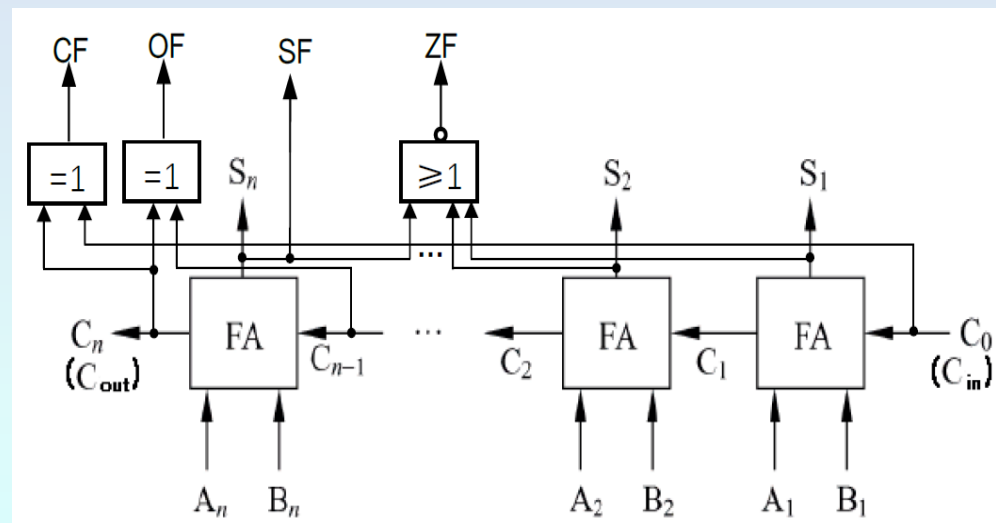 CF OF SF ZF
=1 =1 Sₙ ≥1 S₂ S₁
...
Cₙ FA Cₙ₋₁ ... C₂ FA C₁ FA C₀
(Cout) (Cin)
Aₙ Bₙ A₂ B₂ A₁ B₁